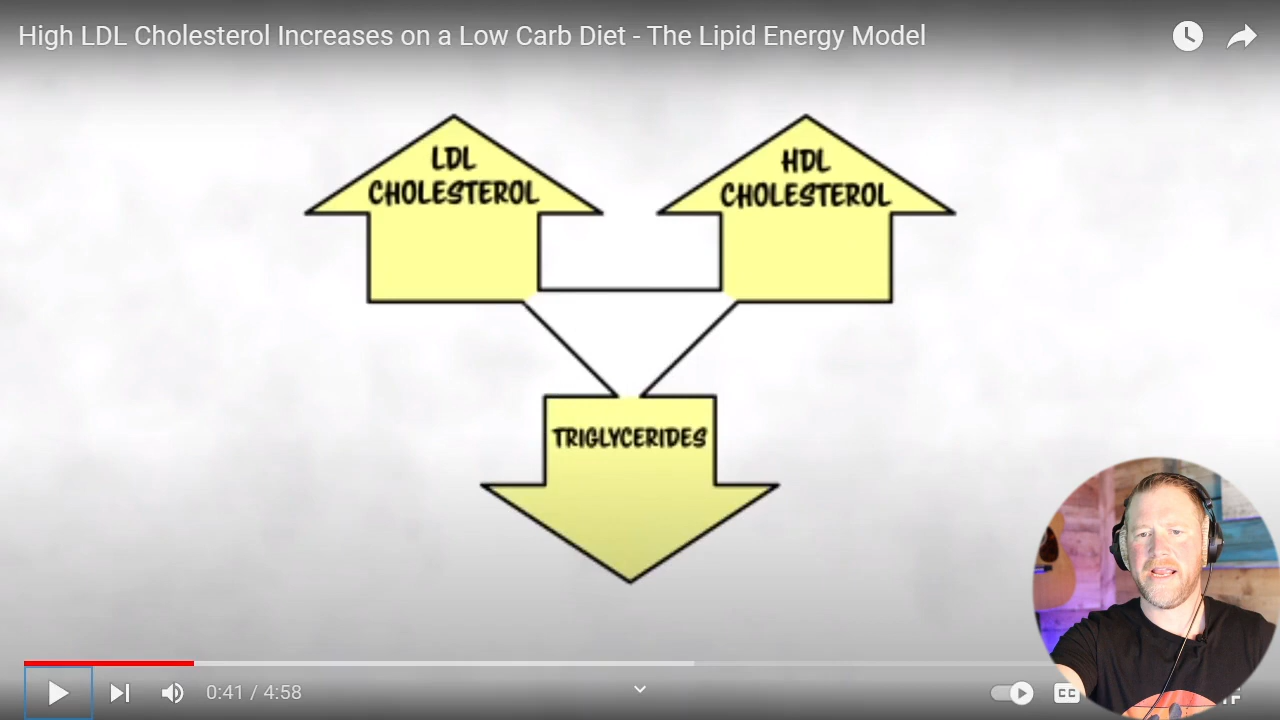 High LDL Cholesterol Increases on a Low Carb Diet - The Lipid Energy Model
LDL
CHOLESTEROL
HDL
CHOLESTEROL
TRIGLYCERIDES
0:41 / 4:58
CC